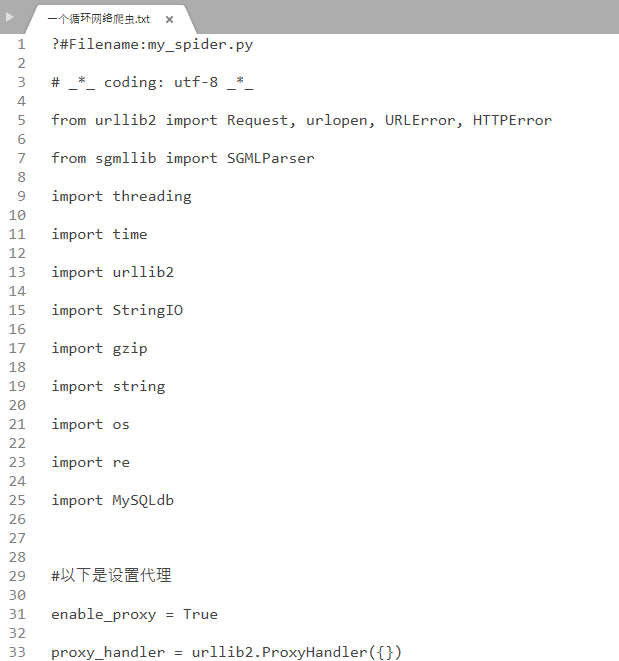 一个循环网络爬虫.txt ×
1 ?#Filename:my_spider.py
2
3 # _*_ coding: utf-8 _*_
4
5 from urllib2 import Request, urlopen, URLError, HTTPError
6
7 from sgmllib import SGMLParser
8
9 import threading
10
11 import time
12
13 import urllib2
14
15 import StringIO
16
17 import gzip
18
19 import string
20
21 import os
22
23 import re
24
25 import MySQLdb
26
27
28
29 #以下是设置代理
30
31 enable_proxy = True
32
33 proxy_handler = urllib2.ProxyHandler({})